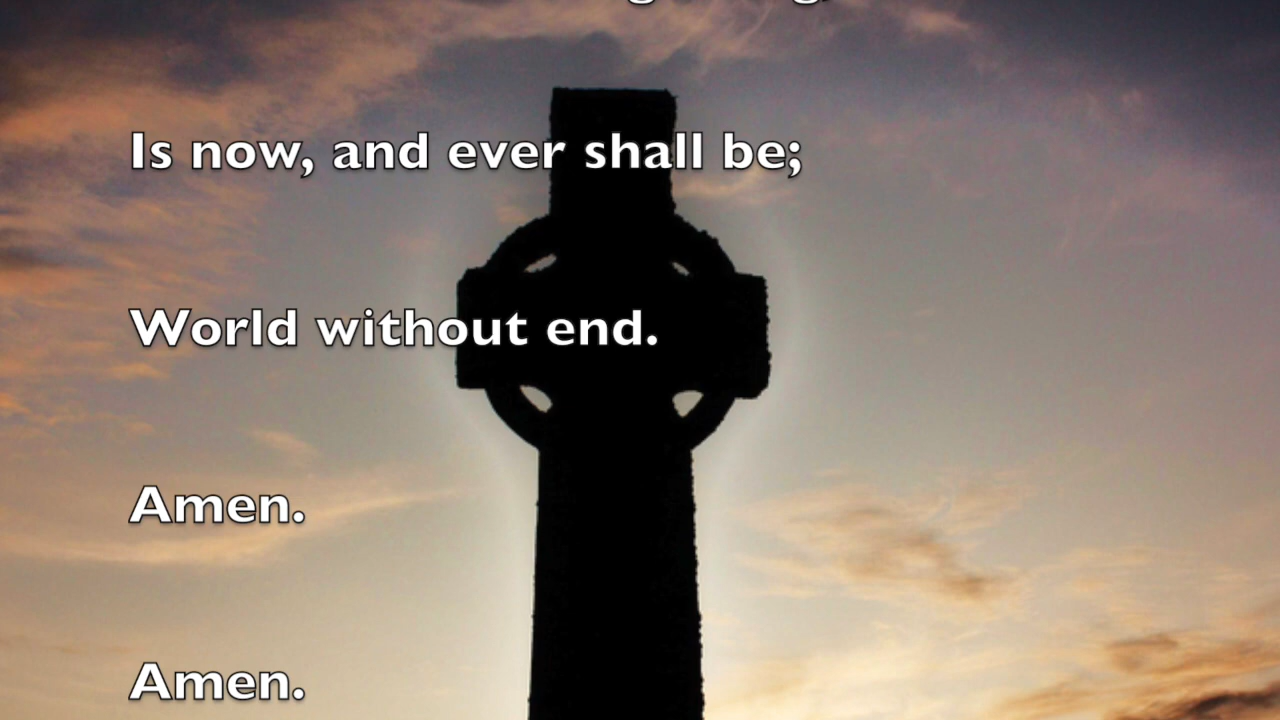 Is now, and ever shall be;
World without end.
Amen.
Amen.